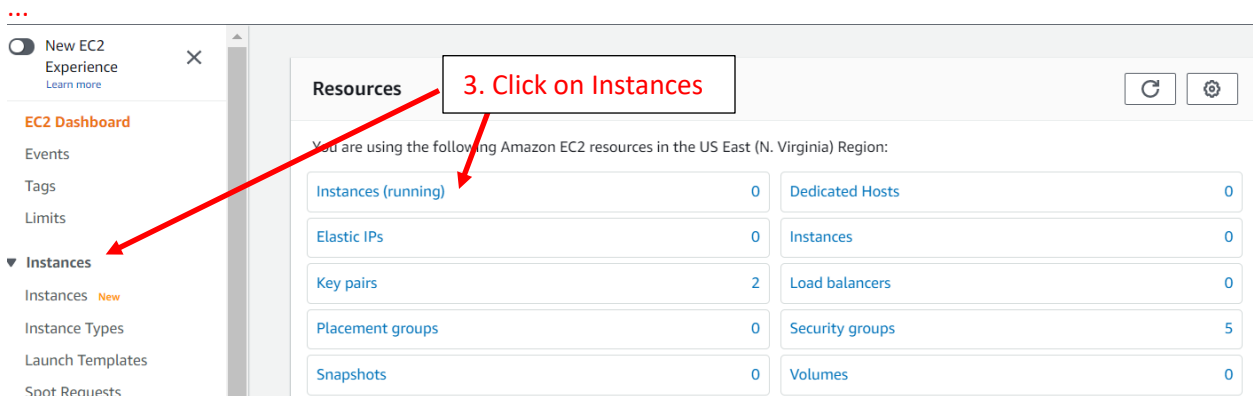 ...
New EC2
Experience
Learn more
EC2 Dashboard
Events
Tags
Limits
Instances
Instances New
Instance Types
Launch Templates
Spot Requests
Resources
3. Click on Instances
You are using the following Amazon EC2 resources in the US East (N. Virginia) Region:
Instances (running) 0 Dedicated Hosts 0
Elastic IPs 0 Instances 0
Key pairs 2 Load balancers 0
Placement groups 0 Security groups 5
Snapshots 0 Volumes 0